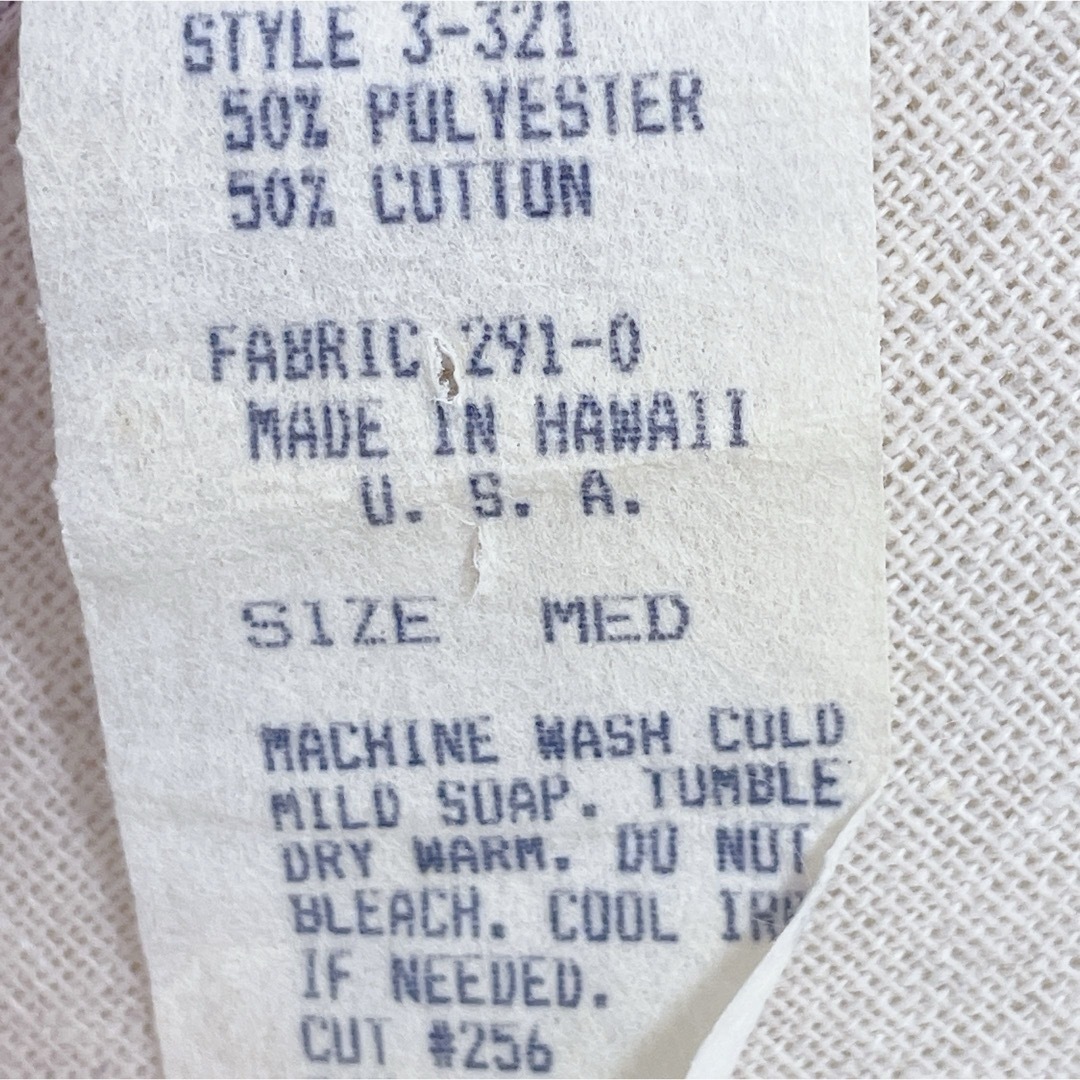 STYLE 3-321
50% POLYESTER
50% COTTON
FABRIC 291-0
MADE IN HAWAII
U. S. A.
SIZE MED
MACHINE WASH COLD
MILD SOAP. TUMBLE
DRY WARM. DO NOT
BLEACH. COOL
IF NEEDED.
CUT #256